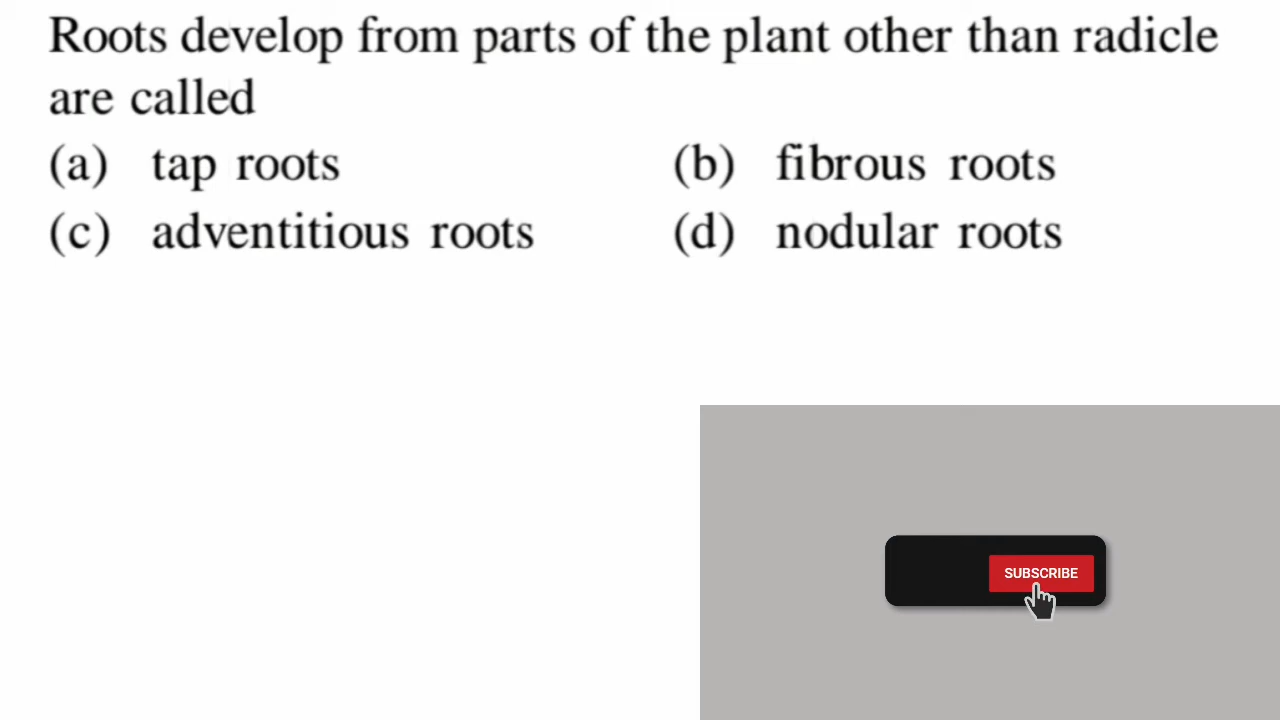 Roots develop from parts of the plant other than radicle
are called
(a) tap roots (b) fibrous roots
(c) adventitious roots (d) nodular roots
SUBSCRIBE